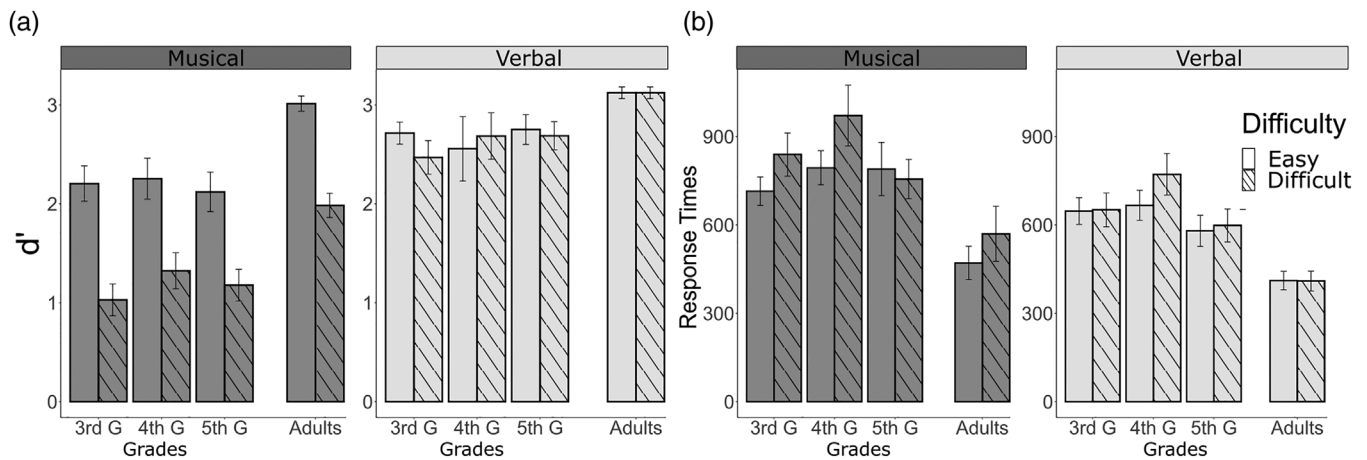 (a)
Musical
Verbal
d'
3
2
1
0
3rd G 4th G 5th G Adults
Grades
3
2
1
0
3rd G 4th G 5th G Adults
Grades
(b)
Musical
Verbal
Response Times
900
600
300
0
3rd G 4th G 5th G Adults
Grades
900
600
300
0
3rd G 4th G 5th G Adults
Grades
Difficulty
Easy
Difficult